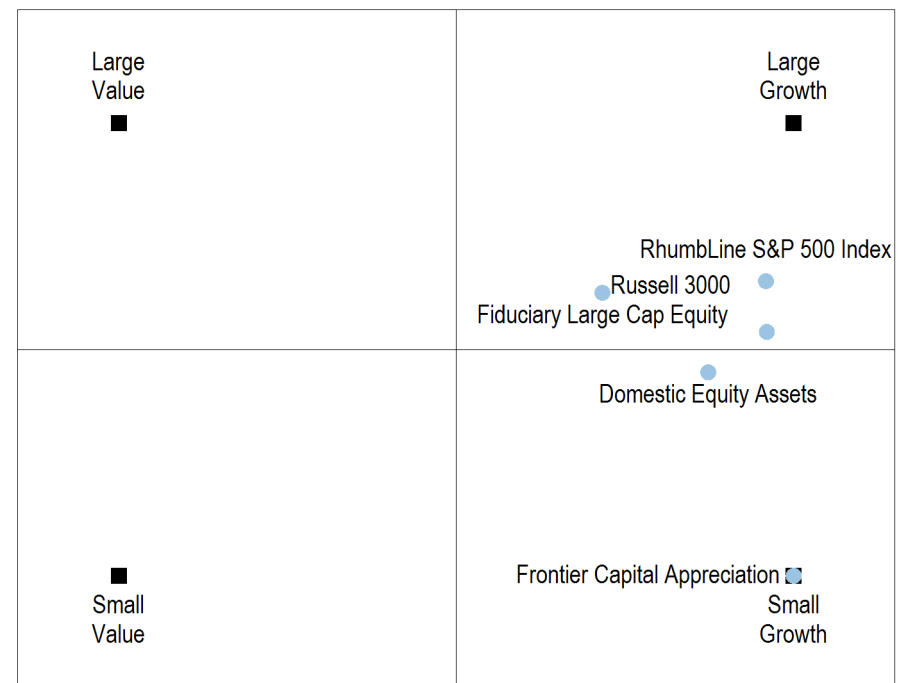 Large
Value
Large
Growth
RhumbLine S&P 500 Index
Russell 3000
Fiduciary Large Cap Equity
Domestic Equity Assets
Frontier Capital Appreciation
Small
Value
Small
Growth